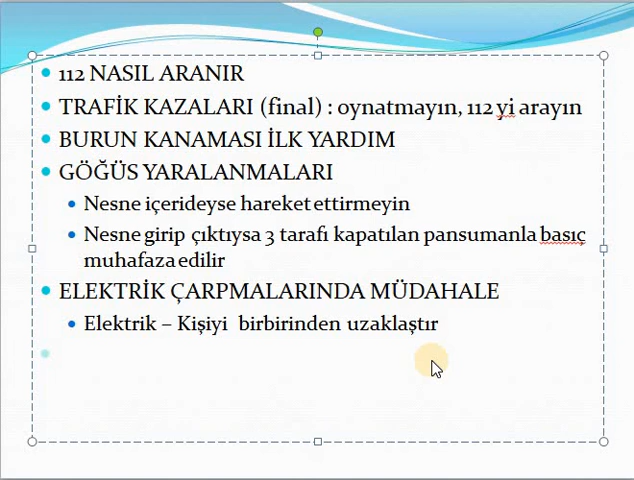 112 NASIL ARANIR
TRAFİK KAZALARI (final) : oynatmayın, 112 yi arayın
BURUN KANAMASI İLK YARDIM
GÖĞÜS YARALANMALARI
Nesne içerideyse hareket ettirmeyin
Nesne girip çıktıysa 3 tarafı kapatılan pansumanla basıç
muhafaza edilir
ELEKTRİK ÇARPMALARINDA MÜDAHALE
Elektrik – Kişiyi birbirinden uzaklaştır